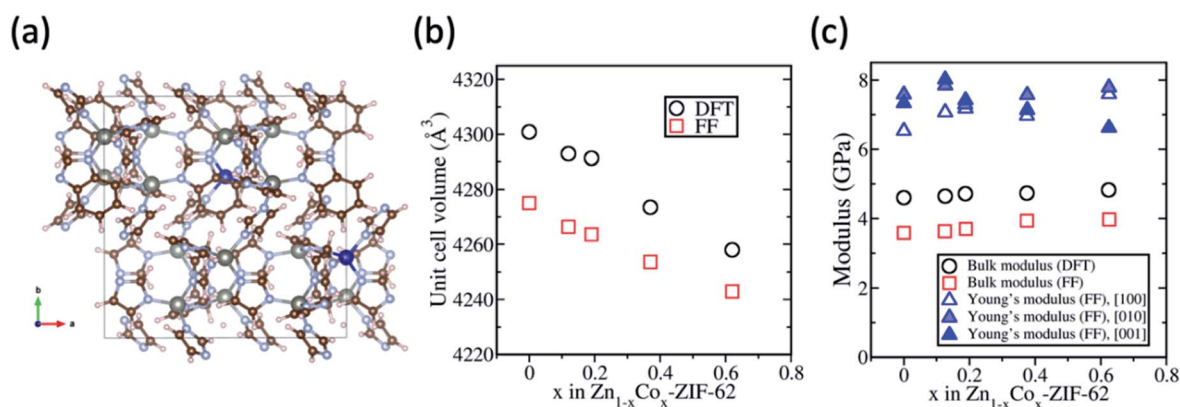 (a)
b
a
(b)
Unit cell volume (Å³)
4320
4300
4280
4260
4240
4220
DFT
FF
0
0.2
0.4
0.6
0.8
x in Zn₁₋ₓCoₓ-ZIF-62
(c)
Modulus (GPa)
8
6
4
2
0
Bulk modulus (DFT)
Bulk modulus (FF)
Young's modulus (FF), [100]
Young's modulus (FF), [010]
Young's modulus (FF), [001]
0
0.2
0.4
0.6
0.8
x in Zn₁₋ₓCoₓ-ZIF-62